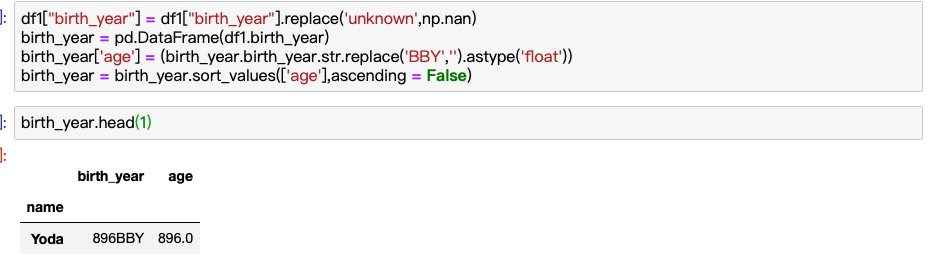 ]: df1["birth_year"] = df1["birth_year"].replace('unknown',np.nan)
birth_year = pd.DataFrame(df1.birth_year)
birth_year['age'] = (birth_year.birth_year.str.replace('BBY','').astype('float'))
birth_year = birth_year.sort_values(['age'],ascending = False)
]: birth_year.head(1)
]:
birth_year age
name
Yoda 896BBY 896.0